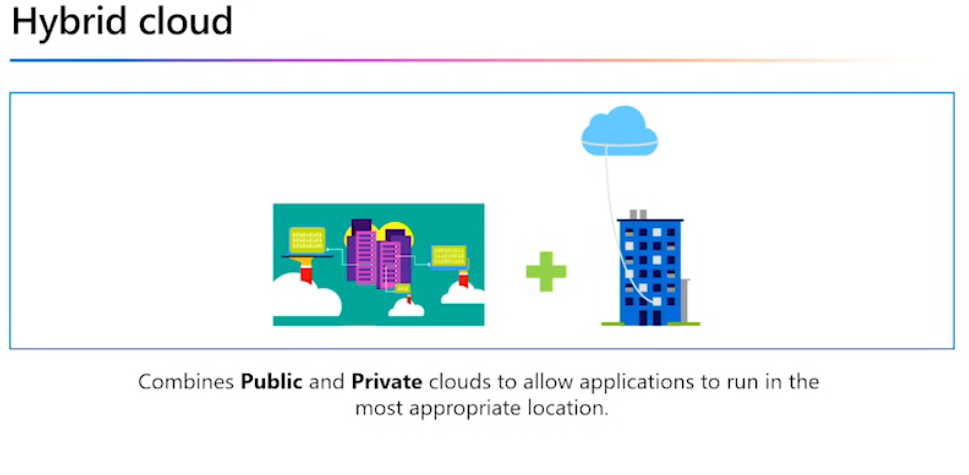 Hybrid cloud
Combines Public and Private clouds to allow applications to run in the
most appropriate location.